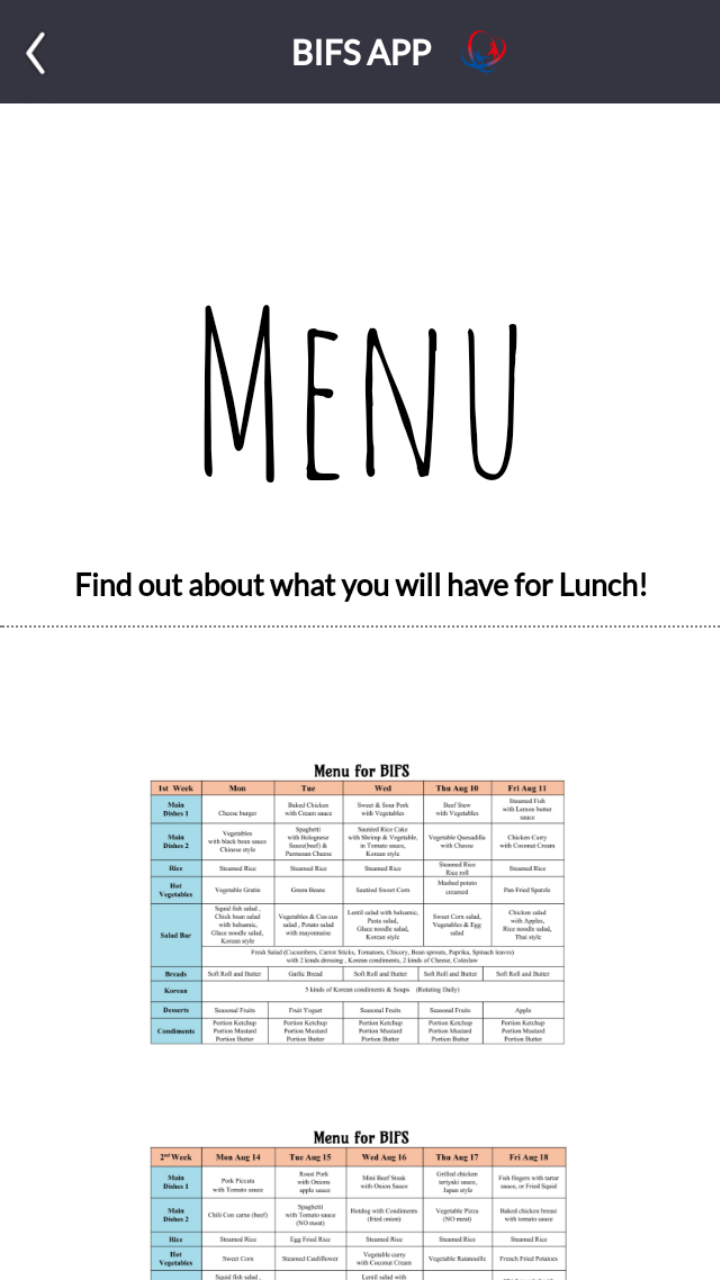 BIFS APP
MENU
Find out about what you will have for Lunch!
Menu for BIFS
1st Week Mon Tue Wed Thu Aug 10 Fri Aug 11
Main Dishes 1 Cheese burger Baked Chicken with Cream sauce Sweet & Sour Pork with Vegetables Beef Stew with Vegetables Steamed Fish with Lemon butter sauce
Main Dishes 2 Vegetables with black bean sauce Chinese style Spaghetti with Bolognese Sauce(beef) & Parmesan Cheese Sauteed Rice Cake with Shrimp & Vegetable, in Tomato sauce, Korean style Vegetable Quesadilla with Cheese Chicken Curry with Coconut Cream
Rice Steamed Rice Steamed Rice Steamed Rice Steamed Rice Rice roll Steamed Rice
Hot Vegetables Vegetable Gratin Green Beans Sautéed Sweet Corn Mashed potato creamed Pan Fried Spatzle
Salad Bar Squid fish salad , Chick bean salad with balsamic, Glace noodle salad, Korean style Vegetables & Cus-cus salad , Potato salad with mayonnaise Lentil salad with balsamic, Pasta salad, Glace noodle salad, Korean style Sweet Corn salad, Vegetables & Egg salad Chicken salad with Apples, Rice noodle salad, Thai style
Fresh Salad (Cucumbers, Carrot Sticks, Tomatoes, Chicory, Bean sprouts, Paprika, Spinach leaves)
with 2 kinds dressing , Korean condiments, 2 kinds of Cheese, Coleslaw
Breads Soft Roll and Butter Garlic Bread Soft Roll and Butter Soft Roll and Butter Soft Roll and Butter
Korean 5 kinds of Korean condiments & Soups (Rotating Daily)
Desserts Seasonal Fruits Fruit Yogurt Seasonal Fruits Seasonal Fruits Apple
Condiments Portion Ketchup Portion Mustard Portion Butter Portion Ketchup Portion Mustard Portion Butter Portion Ketchup Portion Mustard Portion Butter Portion Ketchup Portion Mustard Portion Butter Portion Ketchup Portion Mustard Portion Butter
Menu for BIFS
2nd Week Mon Aug 14 Tue Aug 15 Wed Aug 16 Thu Aug 17 Fri Aug 18
Main Dishes 1 Pork Piccata with Tomato sauce Roast Pork with Onions apple sauce Mini Beef Steak with Onion Sauce Grilled chicken teriyaki sauce, Japan style Fish fingers with tartar sauce, or Fried Squid
Main Dishes 2 Chili Con carne (beef) Spaghetti with Tomato sauce (NO meat) Hotdog with Condiments (fried onion) Vegetable Pizza (NO meat) Baked chicken breast with tomato sauce
Rice Steamed Rice Egg Fried Rice Steamed Rice Steamed Rice Steamed Rice
Hot Vegetables Sweet Corn Steamed Cauliflower Vegetable curry with Coconut Cream Vegetable Ratatouille French Fried Potatoes
Squid fish salad , Lentil salad with